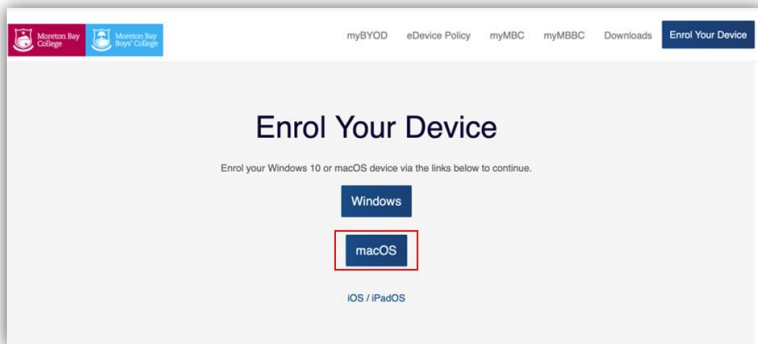 Moreton Bay
College
Moreton Bay
Boys' College
myBYOD eDevice Policy myMBC myMBBC Downloads Enrol Your Device
Enrol Your Device
Enrol your Windows 10 or macOS device via the links below to continue.
Windows
macOS
iOS / iPadOS